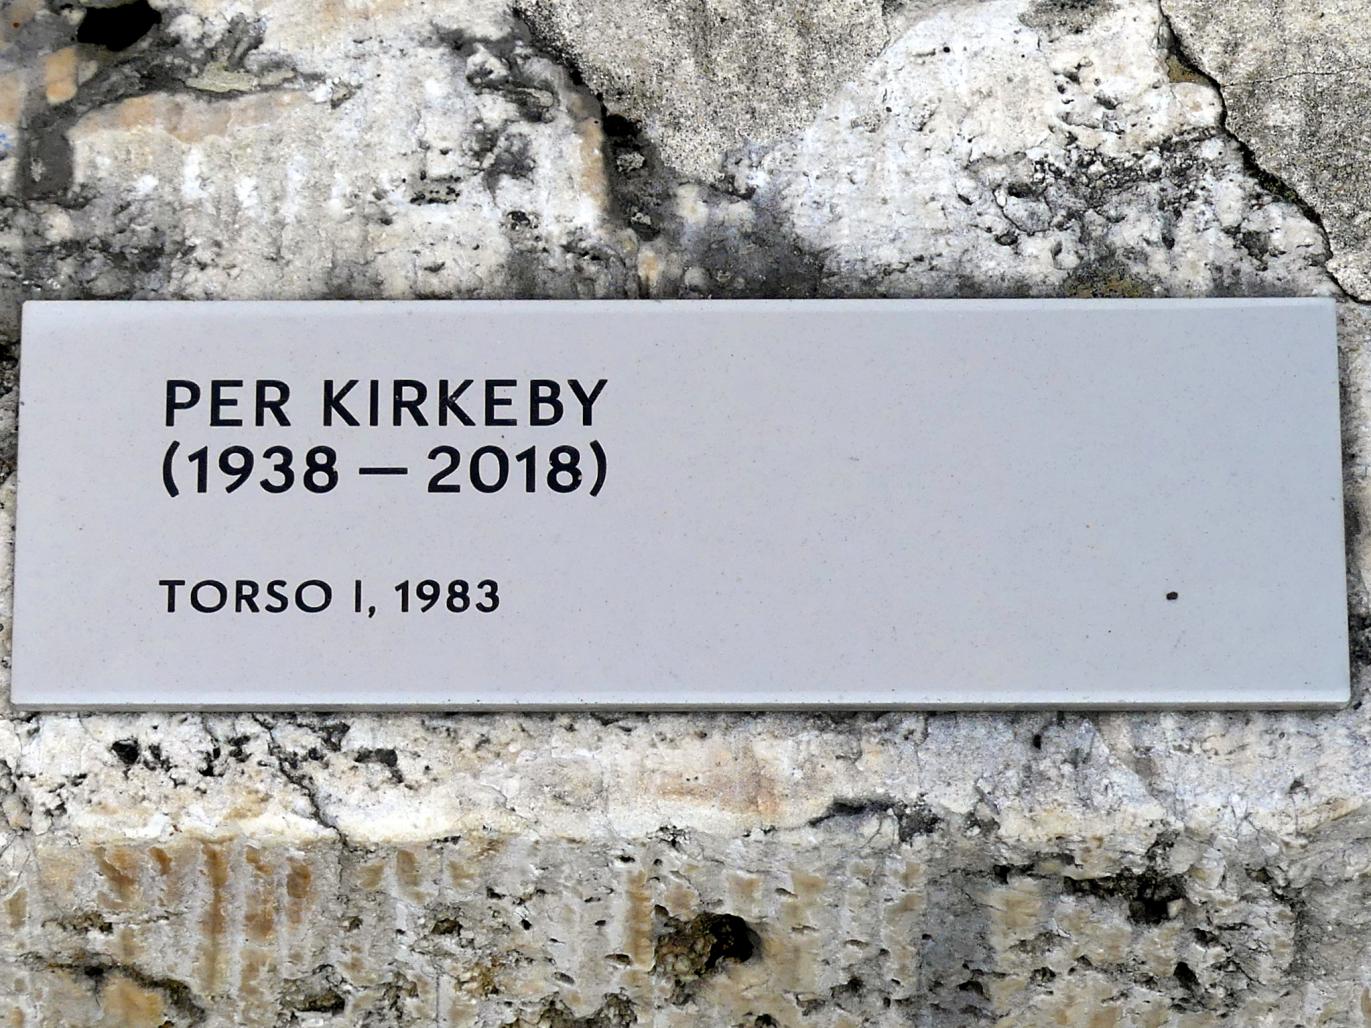 PER KIRKEBY
(1938 — 2018)
TORSO I, 1983